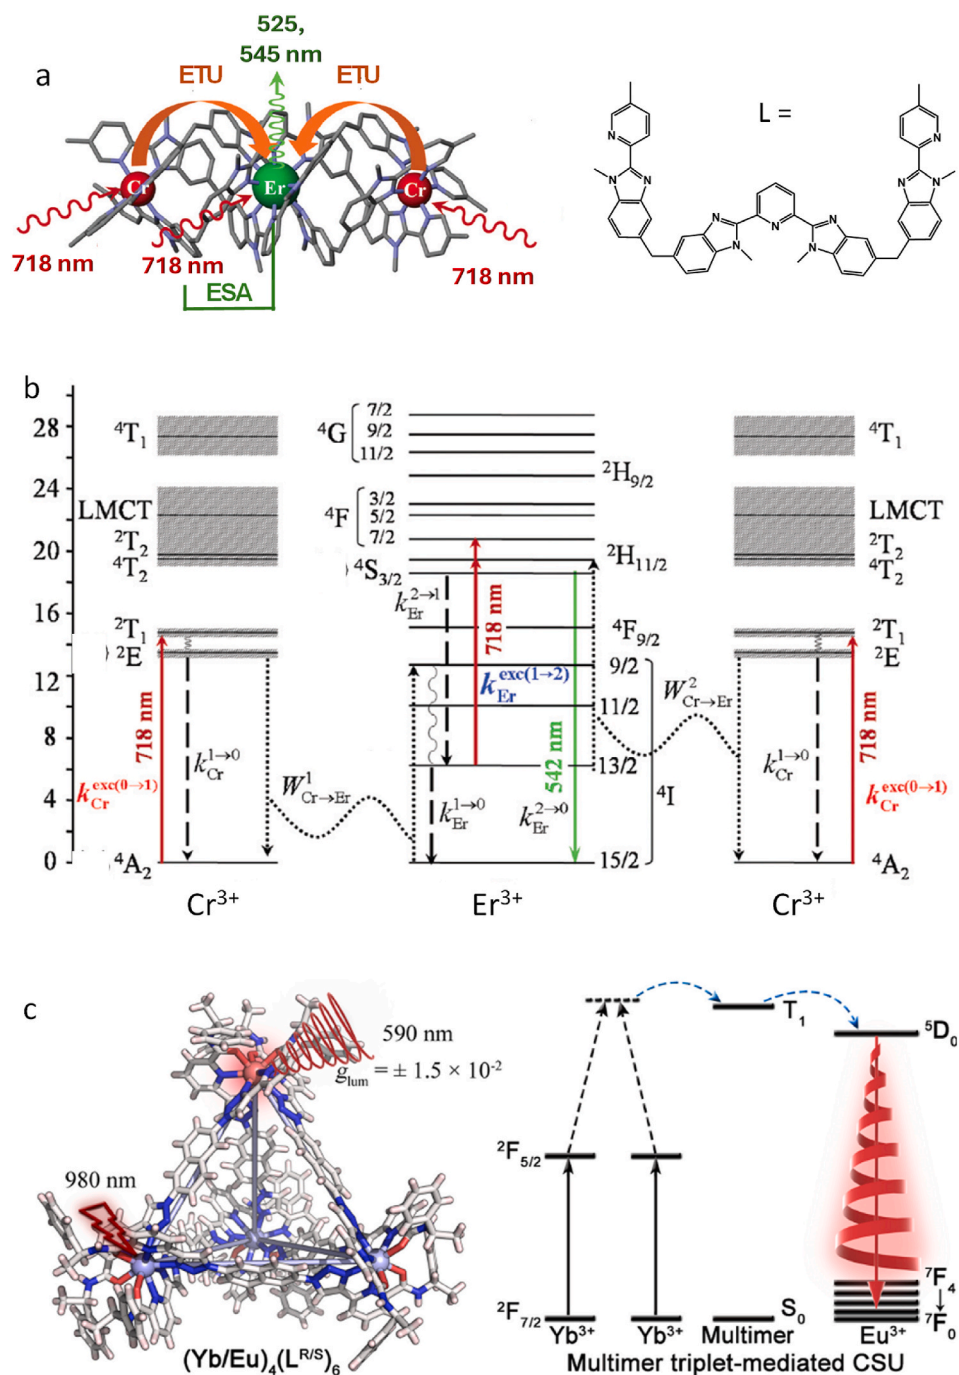 a
525,
545 nm
ETU
ETU
Cr
Er
Cr
718 nm
718 nm
718 nm
ESA
L =
N
N
N
N
N
N
N
N
N
N
N
b
28
24
20
16
12
8
4
0
⁴T₁
LMCT
²T₂
⁴T₂
²T₁
²E
⁴A₂
718 nm
k_Cr^exc(0→1)
k_Cr^1→0
W^1_Cr→Er
⁴G
7/2
9/2
11/2
²H₉/₂
⁴F
3/2
5/2
7/2
²H₁₁/₂
⁴S₃/₂
k_Er^2→1
718 nm
⁴F₉/₂
k_Er^exc(1→2)
9/2
11/2
13/2
15/2
⁴I
542 nm
k_Er^1→0
k_Er^2→0
W^2_Cr→Er
⁴T₁
LMCT
²T₂
⁴T₂
²T₁
²E
⁴A₂
k_Cr^1→0
718 nm
k_Cr^exc(0→1)
Cr³⁺
Er³⁺
Cr³⁺
c
590 nm
g_lum = ± 1.5 × 10⁻²
980 nm
(Yb/Eu)₄(L^R/S)₆
T₁
⁵D₀
²F₅/₂
²F₇/₂
S₀
⁷F₄
↓
⁷F₀
Yb³⁺ Yb³⁺ Multimer Eu³⁺
Multimer triplet-mediated CSU